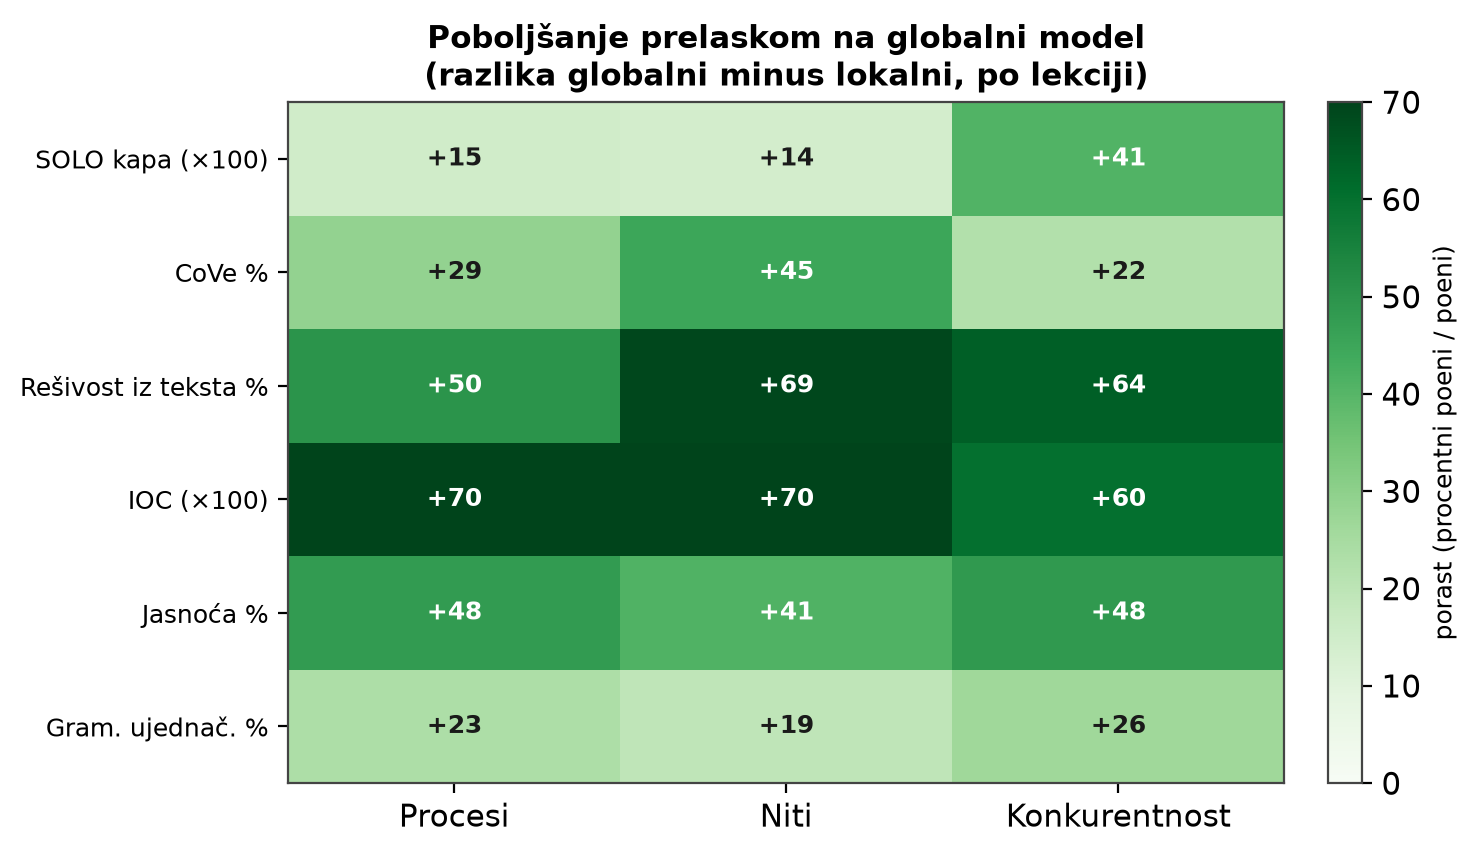 Poboljšanje prelaskom na globalni model
(razlika globalni minus lokalni, po lekciji)
SOLO kapa (×100) +15 +14 +41
CoVe % +29 +45 +22
Rešivost iz teksta % +50 +69 +64
IOC (×100) +70 +70 +60
Jasnoća % +48 +41 +48
Gram. ujednač. % +23 +19 +26
Procesi Niti Konkurentnost
70
60
50
40
30
20
10
0
porast (procentni poeni / poeni)